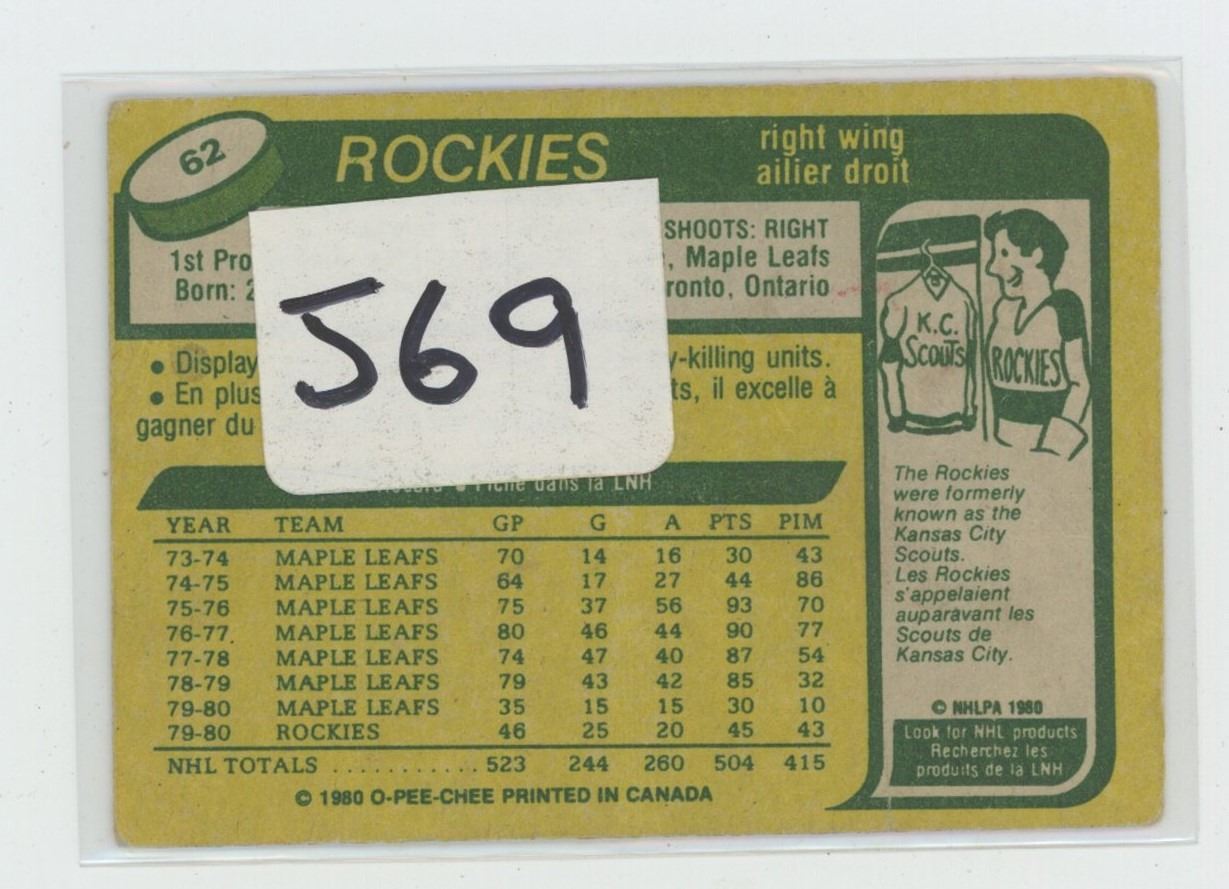 62
ROCKIES
right wing
ailier droit
SHOOTS: RIGHT
1st Pro
, Maple Leafs
Born: 2
ronto, Ontario
569
• Display
y-killing units.
• En plus
ts, il excelle à
gagner du
• Fiche dans la LNH
YEAR TEAM GP G A PTS PIM
73-74 MAPLE LEAFS 70 14 16 30 43
74-75 MAPLE LEAFS 64 17 27 44 86
75-76 MAPLE LEAFS 75 37 56 93 70
76-77 MAPLE LEAFS 80 46 44 90 77
77-78 MAPLE LEAFS 74 47 40 87 54
78-79 MAPLE LEAFS 79 43 42 85 32
79-80 MAPLE LEAFS 35 15 15 30 10
79-80 ROCKIES 46 25 20 45 43
NHL TOTALS ........... 523 244 260 504 415
© 1980 O-PEE-CHEE PRINTED IN CANADA
K.C.
SCOUTS
ROCKIES
The Rockies
were formerly
known as the
Kansas City
Scouts.
Les Rockies
s'appelaient
auparavant les
Scouts de
Kansas City.
© NHLPA 1980
Look for NHL products
Recherchez les
produits de la LNH